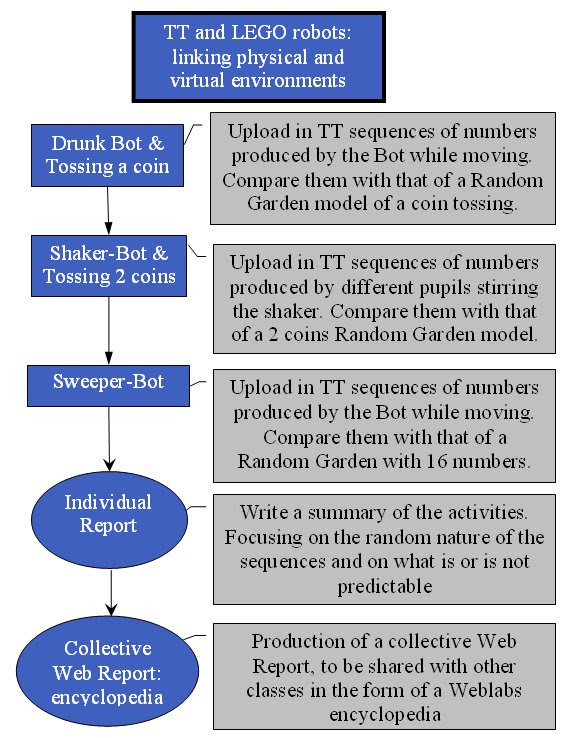 TT and LEGO robots:
linking physical and
virtual environments
Drunk Bot &
Tossing a coin
Upload in TT sequences of numbers
produced by the Bot while moving.
Compare them with that of a Random
Garden model of a coin tossing.
Shaker-Bot &
Tossing 2 coins
Upload in TT sequences of numbers
produced by different pupils stirring
the shaker. Compare them with that
of a 2 coins Random Garden model.
Sweeper-Bot
Upload in TT sequences of numbers
produced by the Bot while moving.
Compare them with that of a
Random Garden with 16 numbers.
Individual
Report
Write a summary of the activities.
Focusing on the random nature of the
sequences and on what is or is not
predictable
Collective
Web Report:
encyclopedia
Production of a collective Web
Report, to be shared with other
classes in the form of a Weblabs
encyclopedia